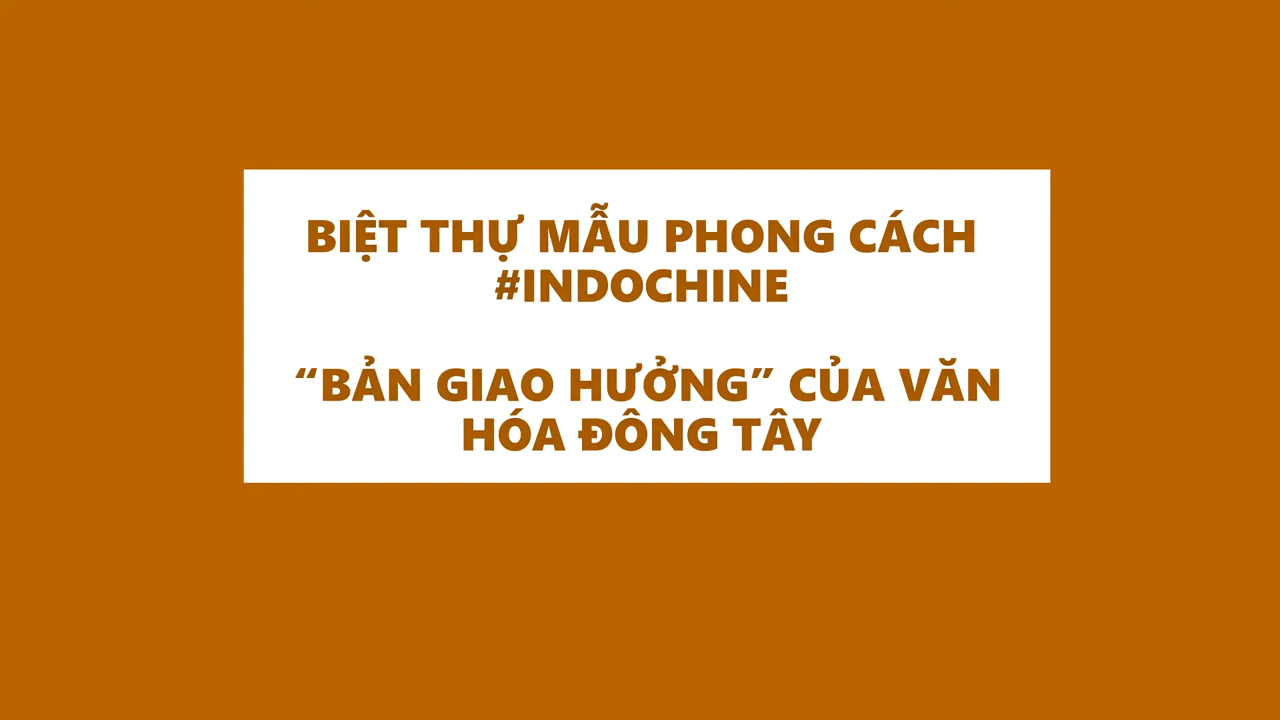 BIỆT THỰ MẪU PHONG CÁCH
#INDOCHINE
“BẢN GIAO HƯỞNG” CỦA VĂN
HÓA ĐÔNG TÂY